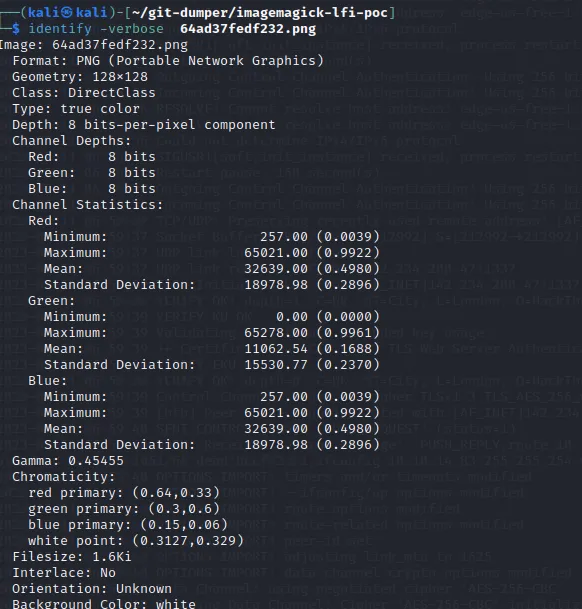 ┌──(kali㉿kali)-[~/git-dumper/imagemagick-lfi-poc]
└─$ identify -verbose  64ad37fedf232.png
Image: 64ad37fedf232.png
  Format: PNG (Portable Network Graphics)
  Geometry: 128×128
  Class: DirectClass
  Type: true color
  Depth: 8 bits-per-pixel component
  Channel Depths:
    Red:      8 bits
    Green:    8 bits
    Blue:     8 bits
  Channel Statistics:
    Red:
      Minimum:                   257.00 (0.0039)
      Maximum:                 65021.00 (0.9922)
      Mean:                    32639.00 (0.4980)
      Standard Deviation:      18978.98 (0.2896)
    Green:
      Minimum:                     0.00 (0.0000)
      Maximum:                 65278.00 (0.9961)
      Mean:                    11062.54 (0.1688)
      Standard Deviation:      15530.77 (0.2370)
    Blue:
      Minimum:                   257.00 (0.0039)
      Maximum:                 65021.00 (0.9922)
      Mean:                    32639.00 (0.4980)
      Standard Deviation:      18978.98 (0.2896)
  Gamma: 0.45455
  Chromaticity:
    red primary: (0.64,0.33)
    green primary: (0.3,0.6)
    blue primary: (0.15,0.06)
    white point: (0.3127,0.329)
  Filesize: 1.6Ki
  Interlace: No
  Orientation: Unknown
  Background Color: white